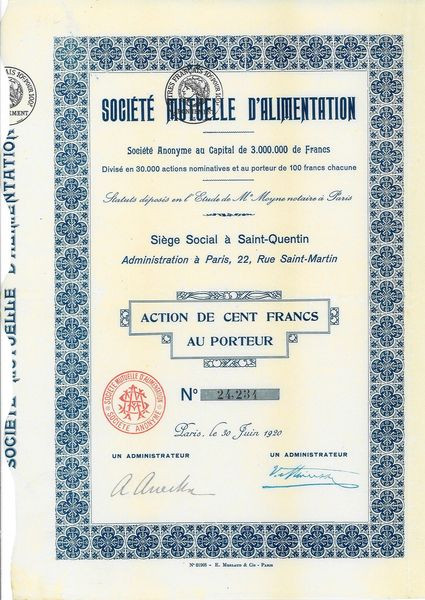 SOCIÉTÉ MUTUELLE D'ALIMENTATION
Société Anonyme au Capital de 3.000.000 de Francs
Divisé en 30.000 actions nominatives et au porteur de 100 francs chacune
Statuts déposés en l'Etude de Me Moyne notaire à Paris
Siège Social à Saint-Quentin
Administration à Paris, 22, Rue Saint-Martin
ACTION DE CENT FRANCS
AU PORTEUR
N° 24.234
SOCIÉTÉ MUTUELLE D'ALIMENTATION
SOCIÉTÉ ANONYME
Paris, le 30 Juin 1920
UN ADMINISTRATEUR
UN ADMINISTRATEUR
SOCIÉTÉ MUTUELLE D'ALIMENTATION